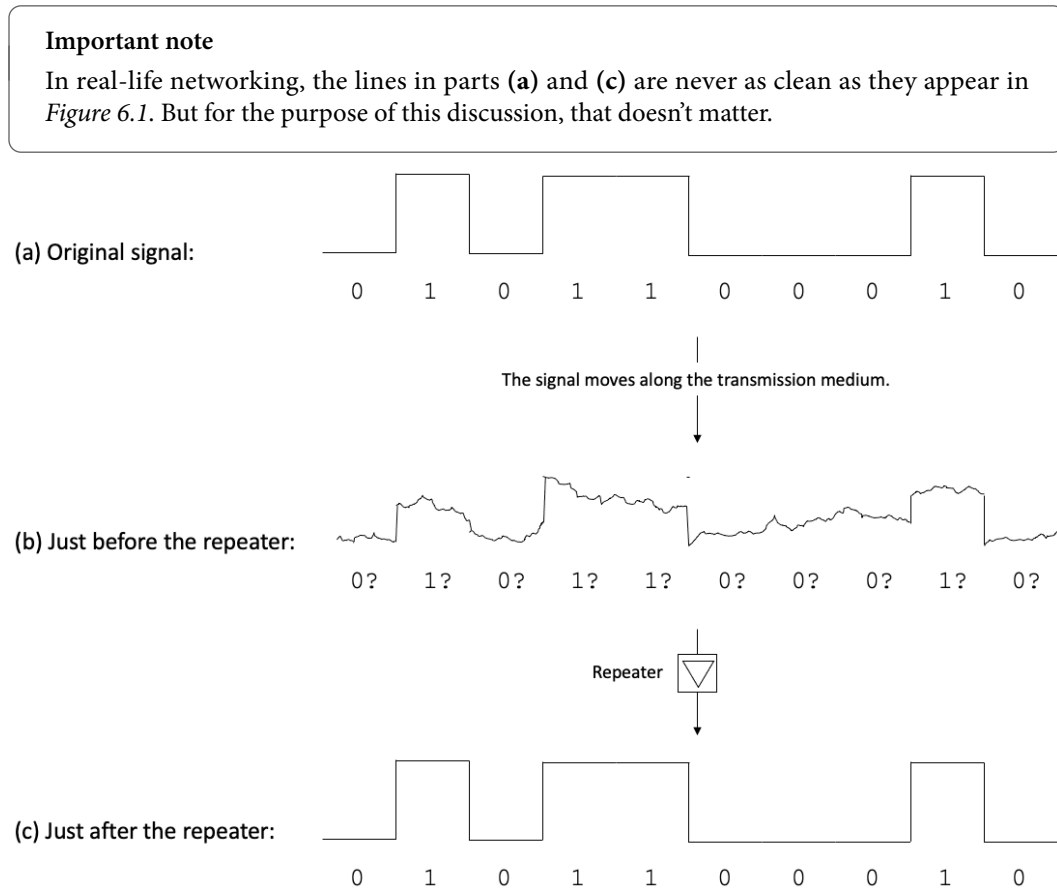 Important note
In real-life networking, the lines in parts (a) and (c) are never as clean as they appear in
Figure 6.1. But for the purpose of this discussion, that doesn't matter.
(a) Original signal:
0 1 0 1 1 0 0 0 1 0
The signal moves along the transmission medium.
(b) Just before the repeater:
0? 1? 0? 1? 1? 0? 0? 0? 1? 0?
Repeater
(c) Just after the repeater:
0 1 0 1 1 0 0 0 1 0